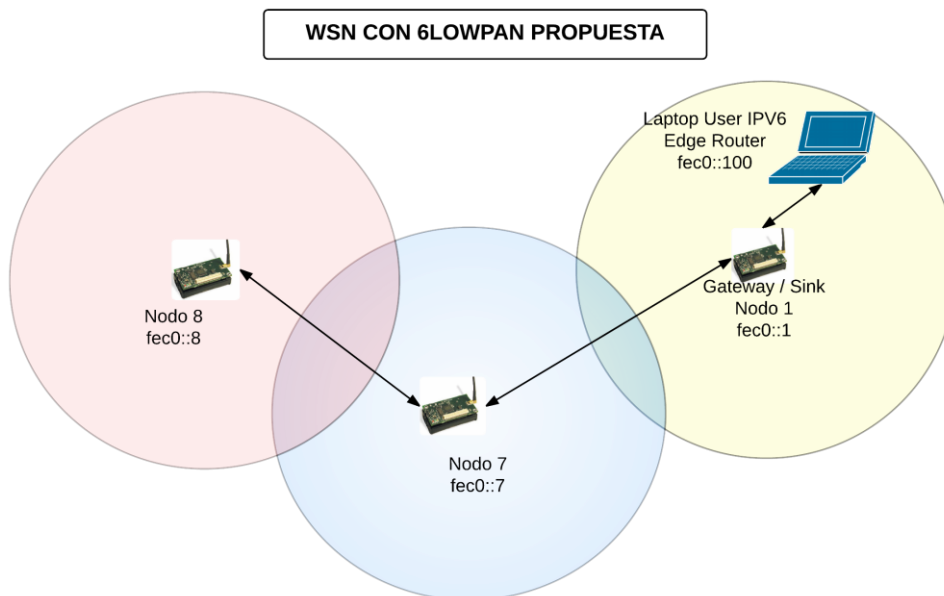 WSN CON 6LOWPAN PROPUESTA
Laptop User IPV6
Edge Router
fec0::100
Gateway / Sink
Nodo 1
fec0::1
Nodo 8
fec0::8
Nodo 7
fec0::7